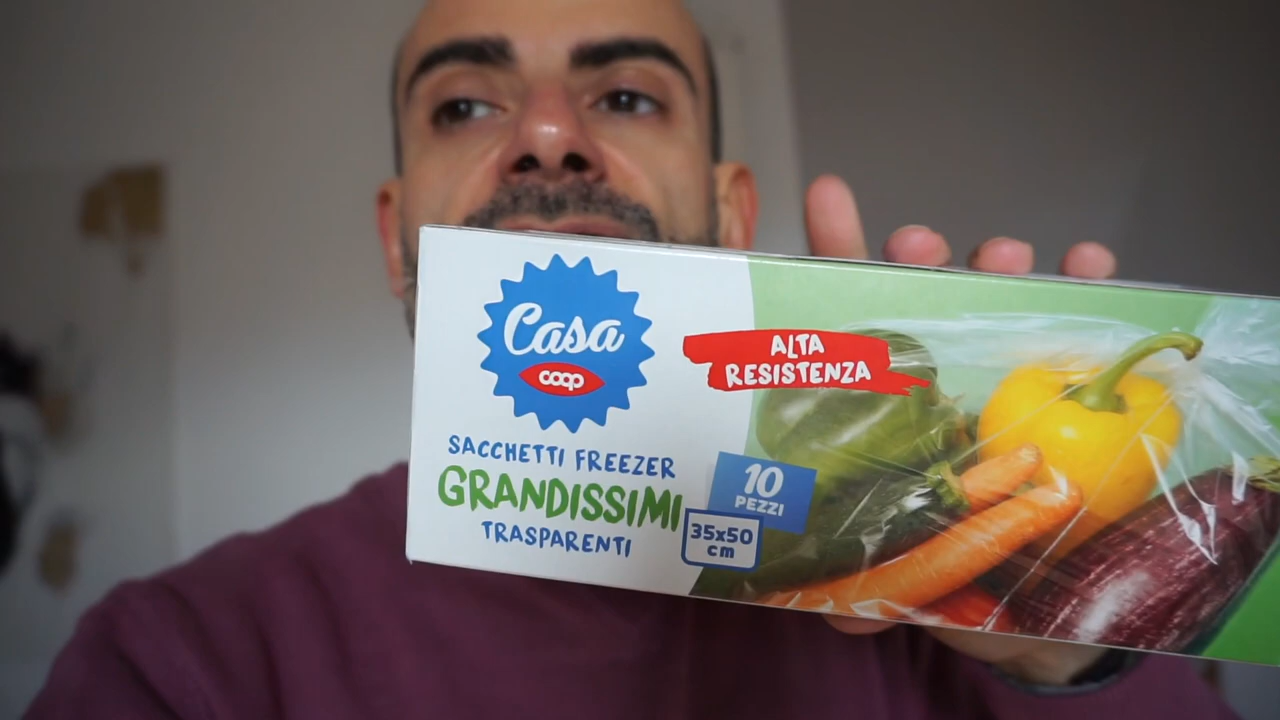 Casa
coop
ALTA
RESISTENZA
SACCHETTI FREEZER
GRANDISSIMI
TRASPARENTI
10
PEZZI
35x50
cm